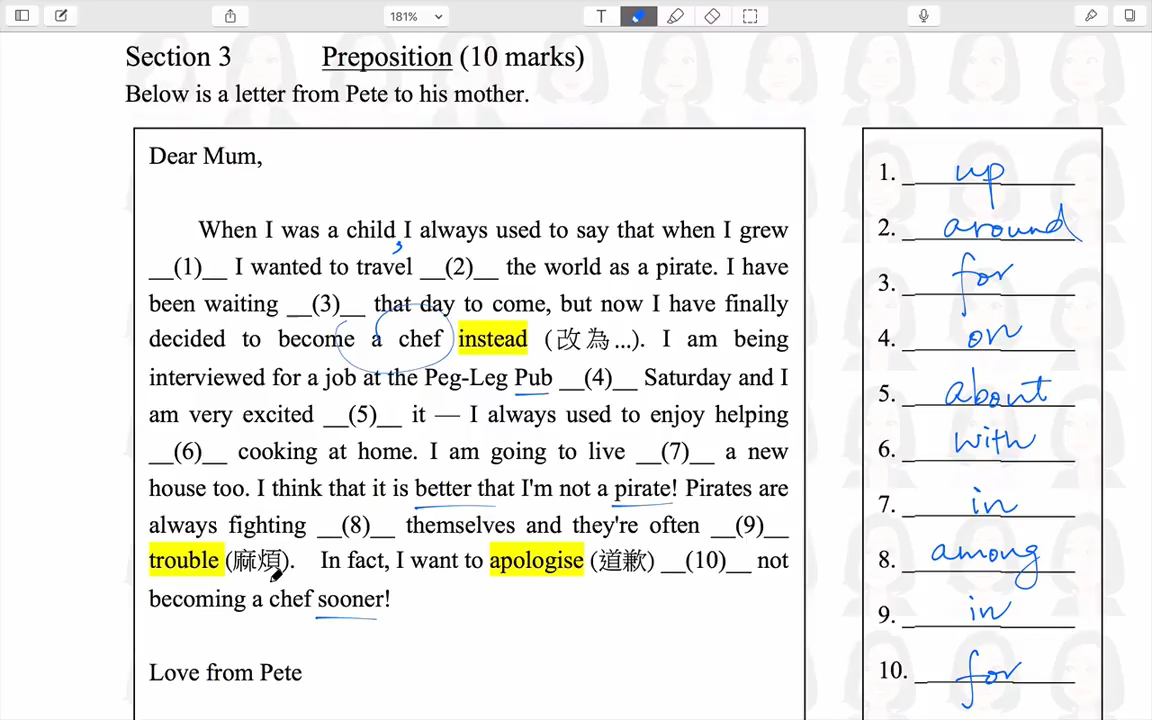 181%
T
Section 3 Preposition (10 marks)
Below is a letter from Pete to his mother.
Dear Mum,
When I was a child I always used to say that when I grew
__(1)__ I wanted to travel __(2)__ the world as a pirate. I have
been waiting __(3)__ that day to come, but now I have finally
decided to become a chef instead (改為...). I am being
interviewed for a job at the Peg-Leg Pub __(4)__ Saturday and I
am very excited __(5)__ it — I always used to enjoy helping
__(6)__ cooking at home. I am going to live __(7)__ a new
house too. I think that it is better that I'm not a pirate! Pirates are
always fighting __(8)__ themselves and they're often __(9)__
trouble (麻煩). In fact, I want to apologise (道歉) __(10)__ not
becoming a chef sooner!
Love from Pete
1. up
2. around
3. for
4. on
5. about
6. with
7. in
8. among
9. in
10. for